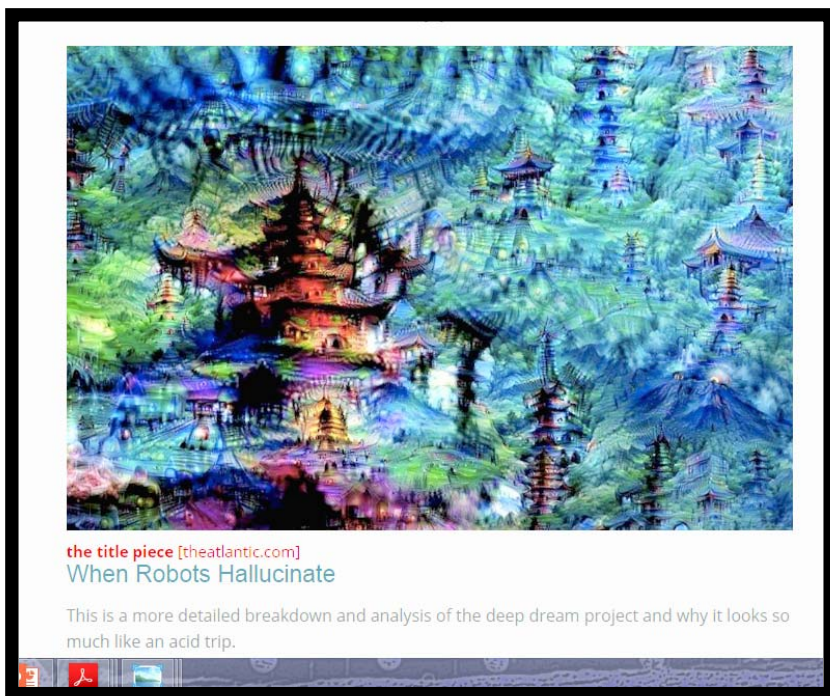 the title piece [theatlantic.com]
When Robots Hallucinate
This is a more detailed breakdown and analysis of the deep dream project and why it looks so
much like an acid trip.